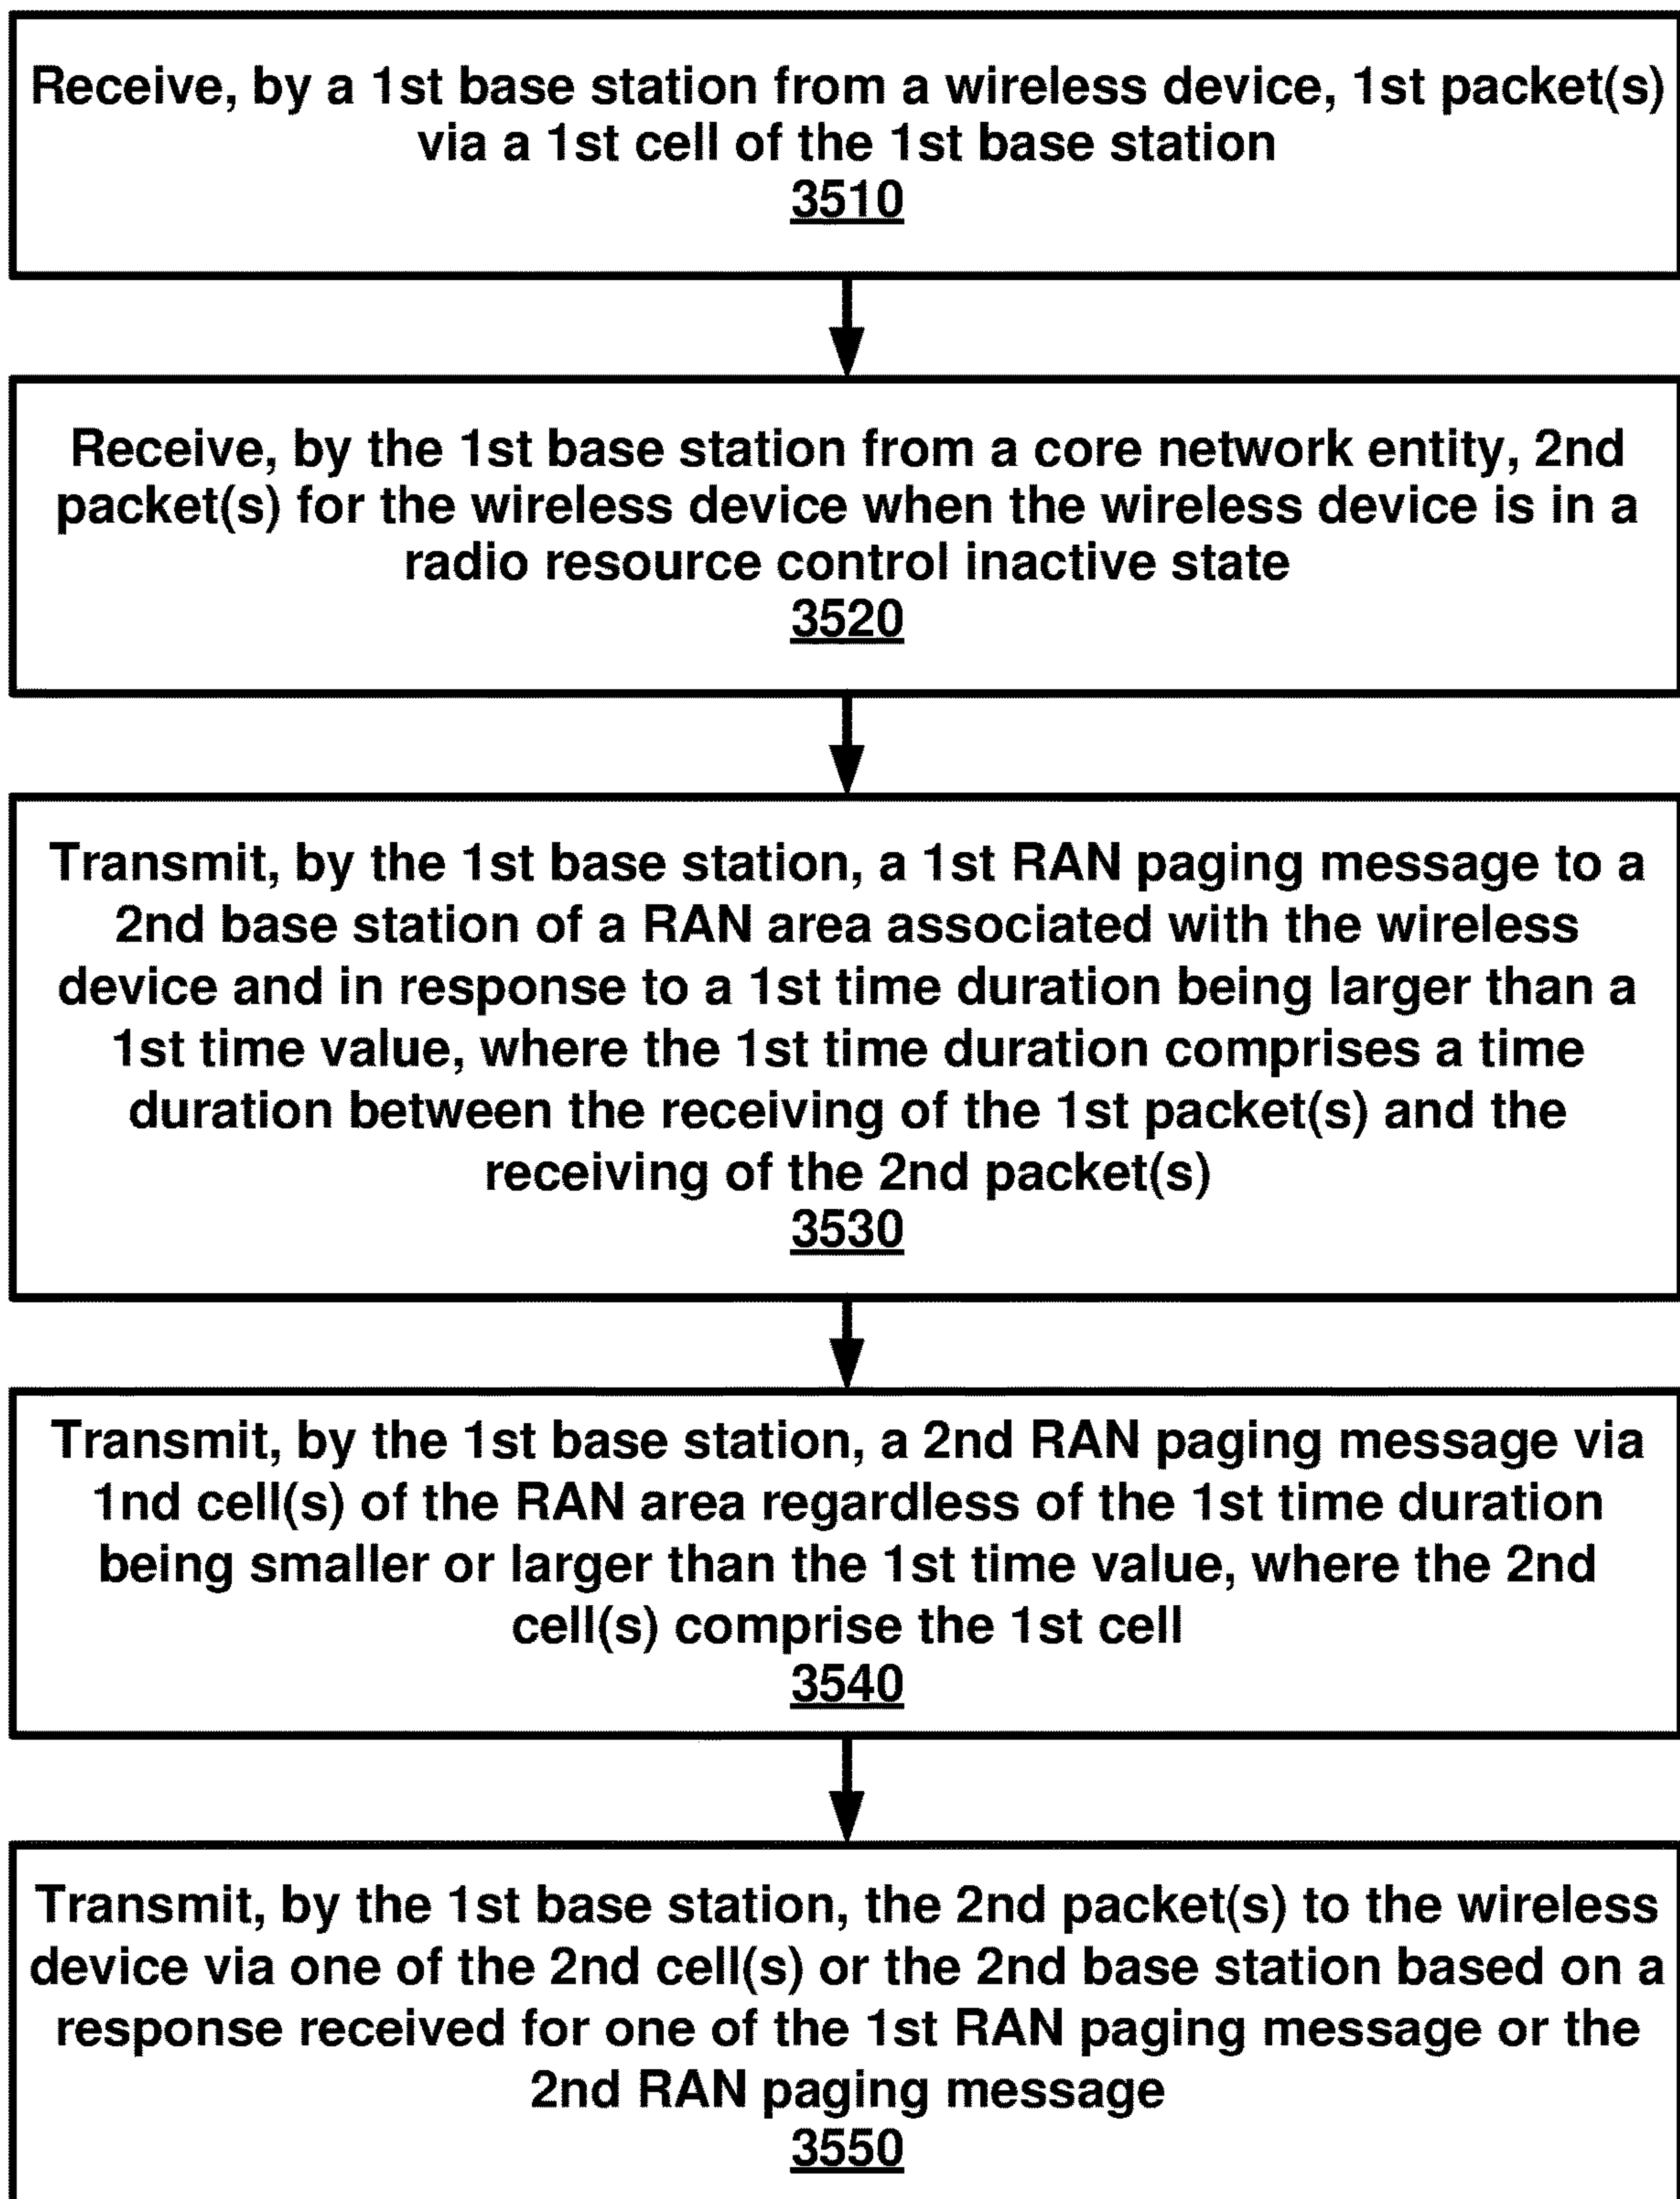 Receive, by a 1st base station from a wireless device, 1st packet(s)
via a 1st cell of the 1st base station
3510
Receive, by the 1st base station from a core network entity, 2nd
packet(s) for the wireless device when the wireless device is in a
radio resource control inactive state
3520
Transmit, by the 1st base station, a 1st RAN paging message to a
2nd base station of a RAN area associated with the wireless
device and in response to a 1st time duration being larger than a
1st time value, where the 1st time duration comprises a time
duration between the receiving of the 1st packet(s) and the
receiving of the 2nd packet(s)
3530
Transmit, by the 1st base station, a 2nd RAN paging message via
1nd cell(s) of the RAN area regardless of the 1st time duration
being smaller or larger than the 1st time value, where the 2nd
cell(s) comprise the 1st cell
3540
Transmit, by the 1st base station, the 2nd packet(s) to the wireless
device via one of the 2nd cell(s) or the 2nd base station based on a
response received for one of the 1st RAN paging message or the
2nd RAN paging message
3550